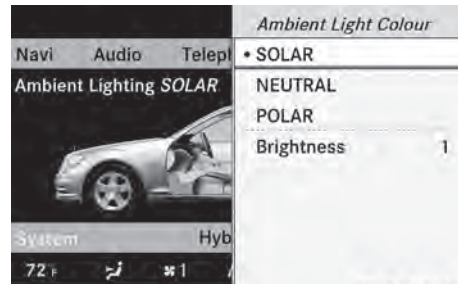 Ambient Light Colour
Navi Audio Telep
• SOLAR
Ambient Lighting SOLAR
NEUTRAL
POLAR
Brightness 1
System Hyb
72 F 1